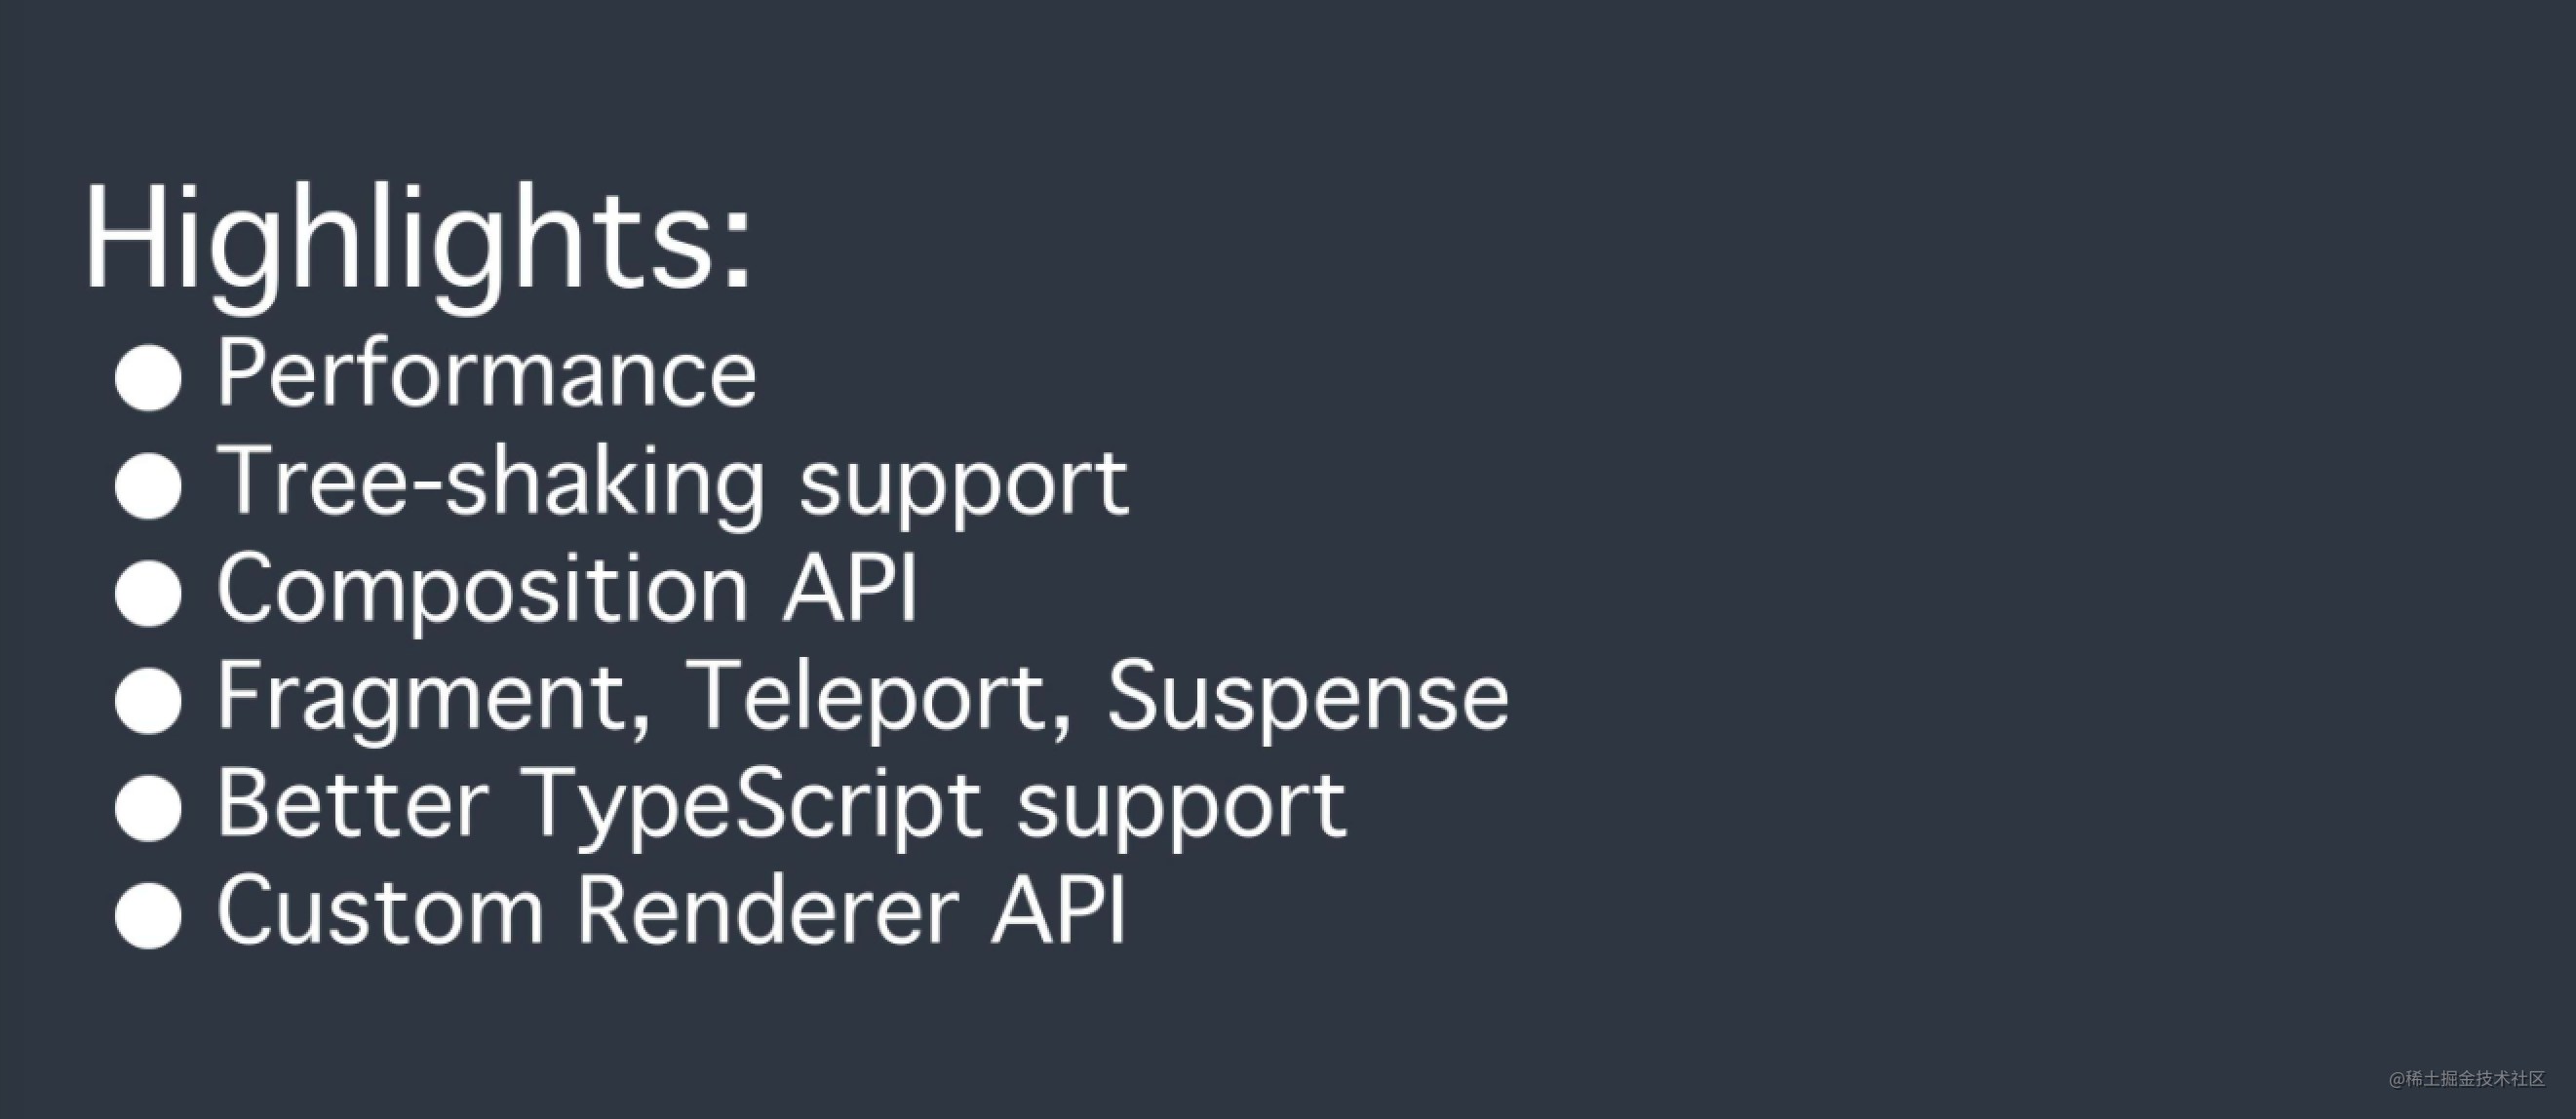 Highlights:
● Performance
● Tree-shaking support
● Composition API
● Fragment, Teleport, Suspense
● Better TypeScript support
● Custom Renderer API
@稀土掘金技术社区